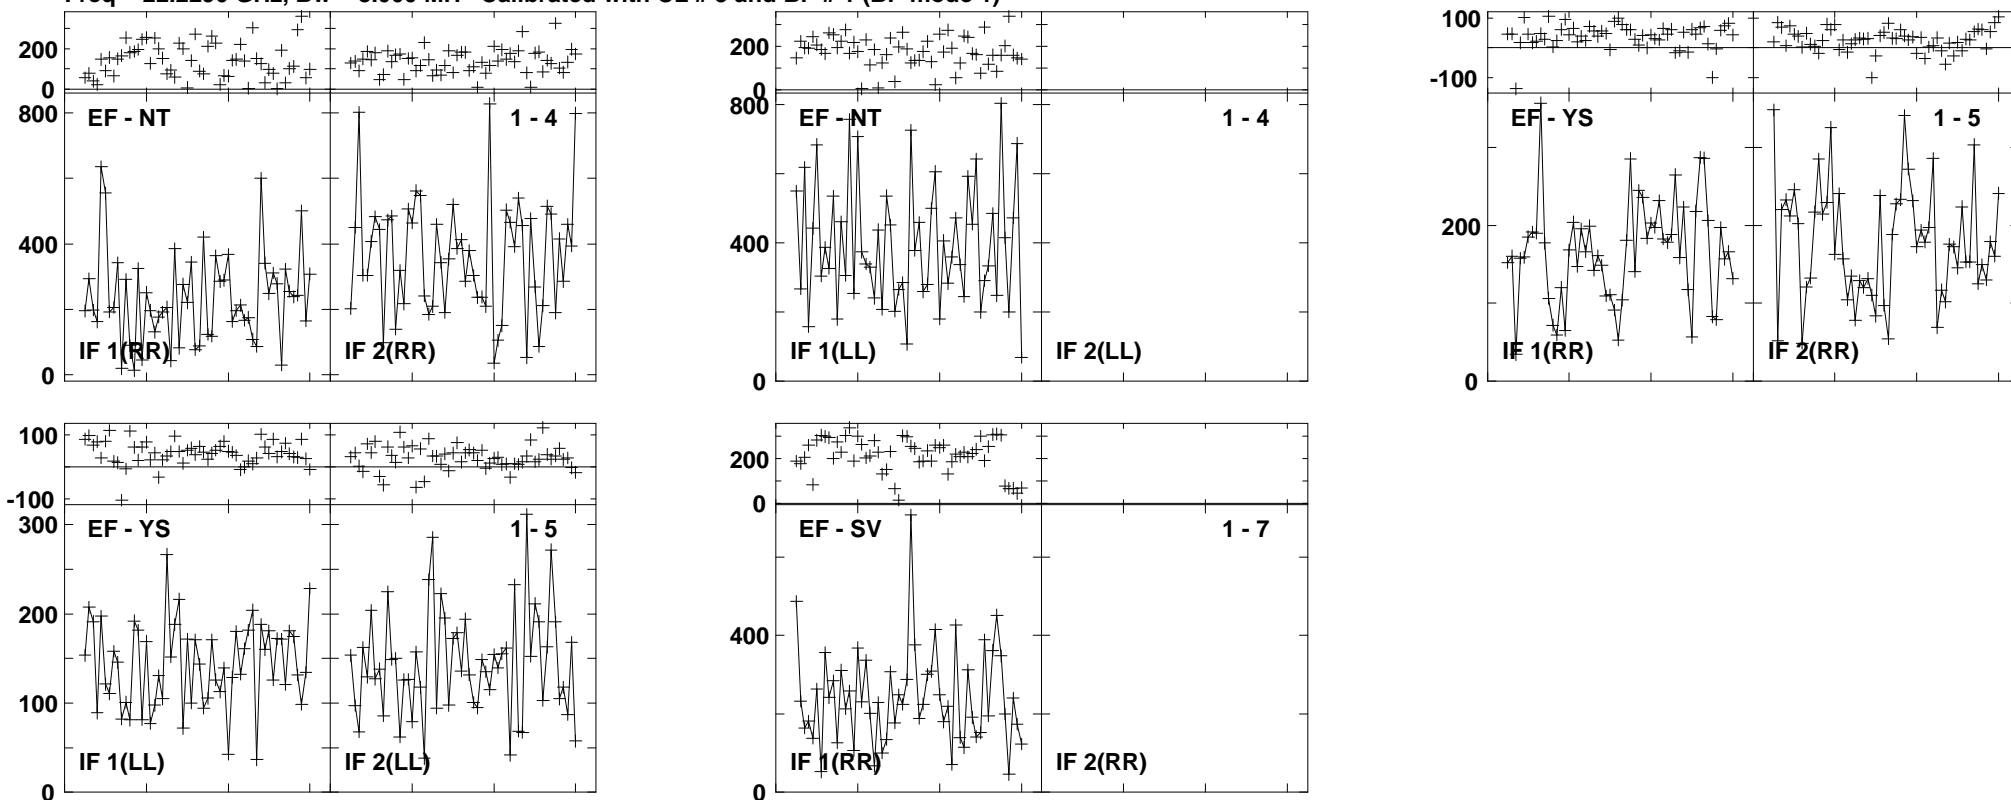 200
0
800
400
0
EF - NT
1 - 4
IF 1(RR)
IF 2(RR)
400
200
0
800
400
0
EF - NT
1 - 4
IF 1(LL)
IF 2(LL)
100
-100
200
0
EF - YS
1 - 5
IF 1(RR)
IF 2(RR)
100
-100
300
200
100
0
EF - YS
1 - 5
IF 1(LL)
IF 2(LL)
200
0
400
0
EF - SV
1 - 7
IF 1(RR)
IF 2(RR)